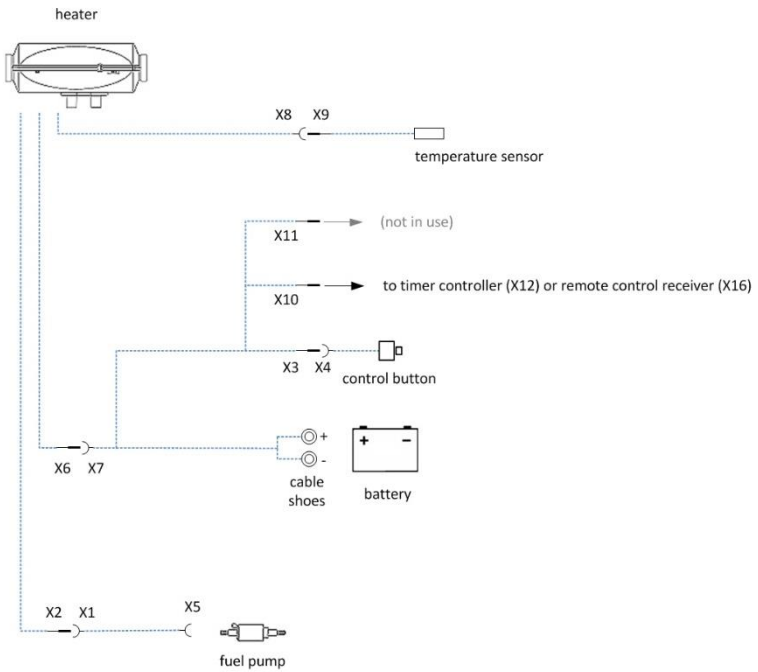 heater
X8 X9
temperature sensor
(not in use)
X11
to timer controller (X12) or remote control receiver (X16)
X10
X3 X4
control button
+
-
+ -
X6 X7
cable
shoes
battery
X2 X1
X5
fuel pump